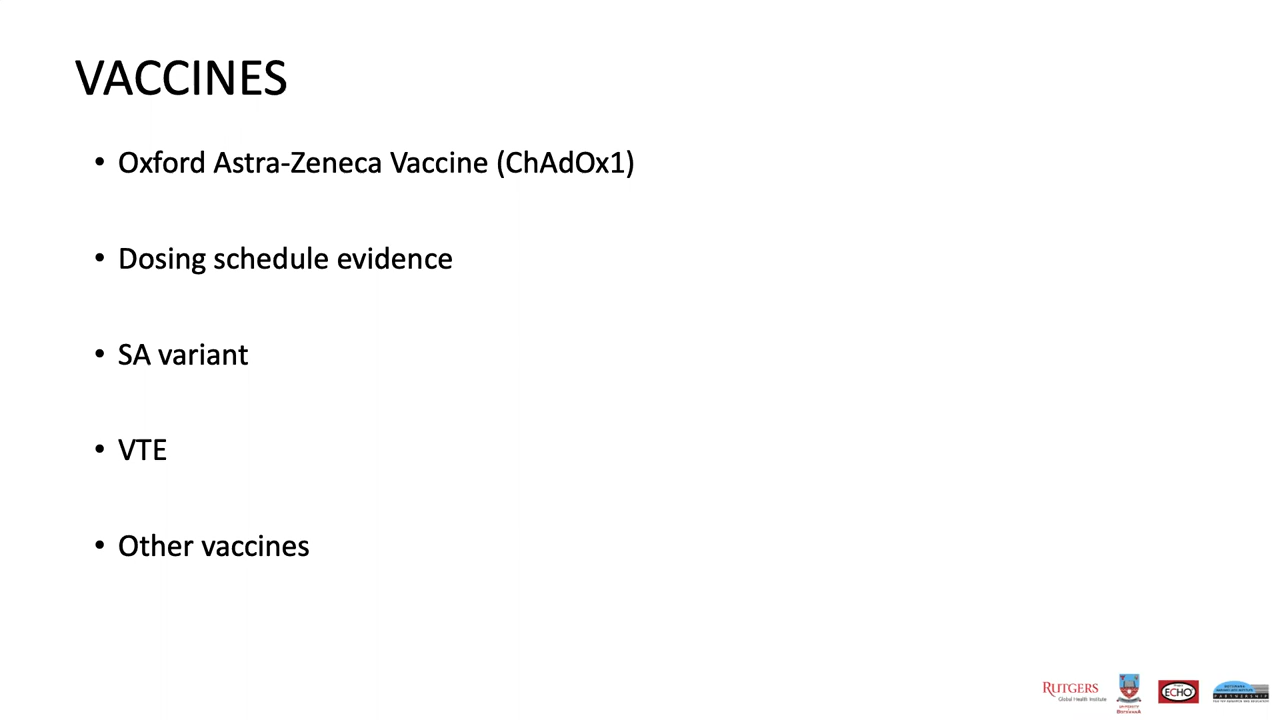 VACCINES
• Oxford Astra-Zeneca Vaccine (ChAdOx1)
• Dosing schedule evidence
• SA variant
• VTE
• Other vaccines
RUTGERS
Global Health Institute
ECHO
PARTNERSHIP